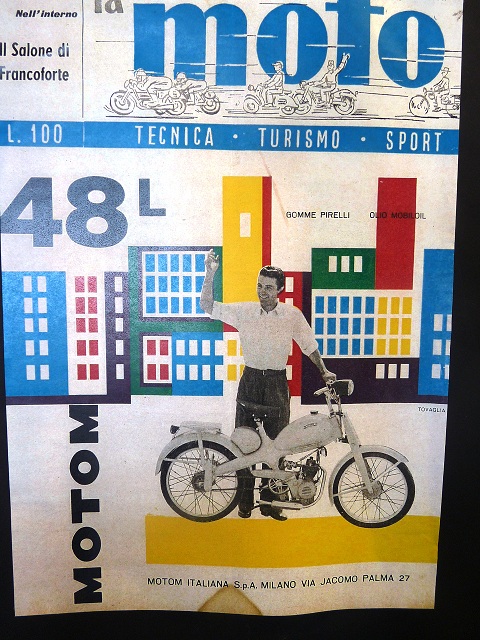 la
moto
Nell'interno
Il Salone di
Francoforte
L. 100
TECNICA · TURISMO · SPORT
48L
GOMME PIRELLI OLIO MOBILOIL
TOVAGLIA
MOTOM
MOTOM ITALIANA S.p.A. MILANO VIA JACOMO PALMA 27